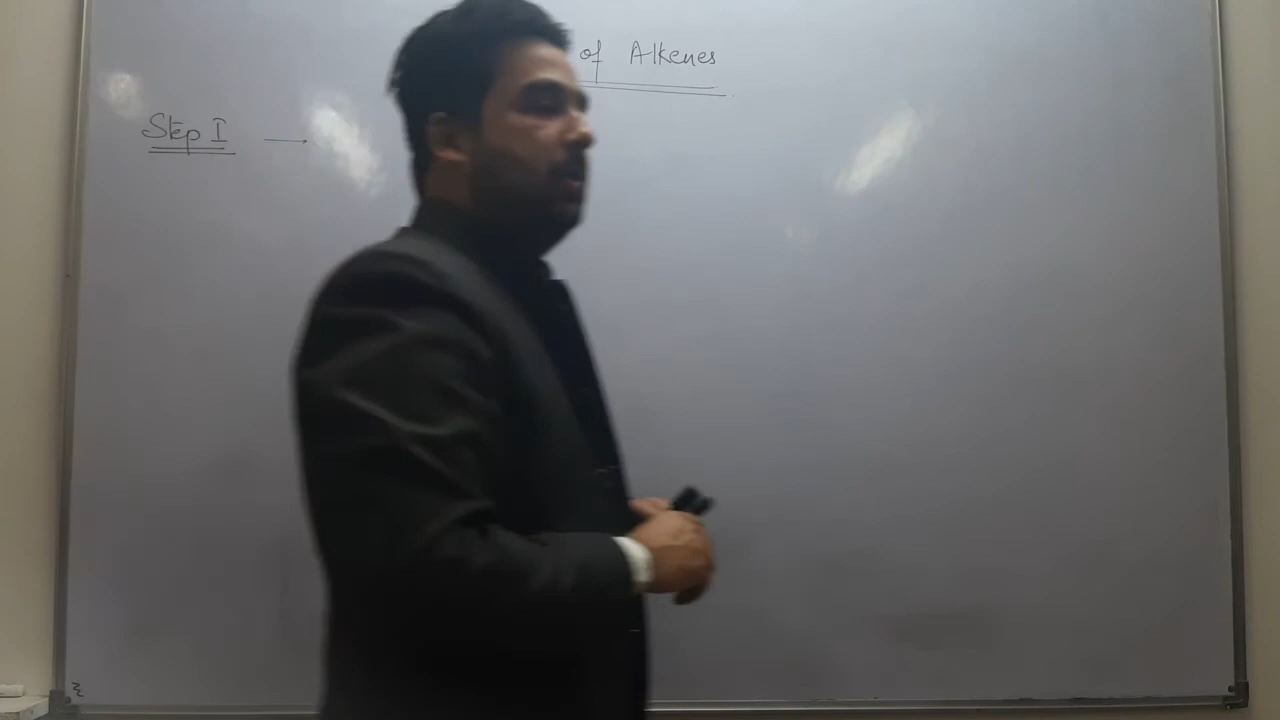 of Alkenes
Step I →